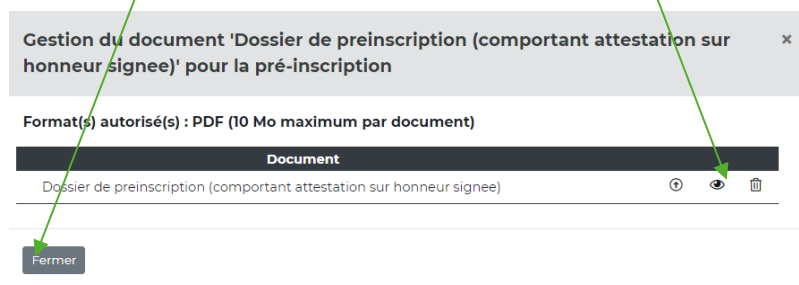 Gestion du document 'Dossier de preinscription (comportant attestation sur
honneur signee)' pour la pré-inscription
×
Format(s) autorisé(s) : PDF (10 Mo maximum par document)
Document
Dossier de preinscription (comportant attestation sur honneur signee)
Fermer